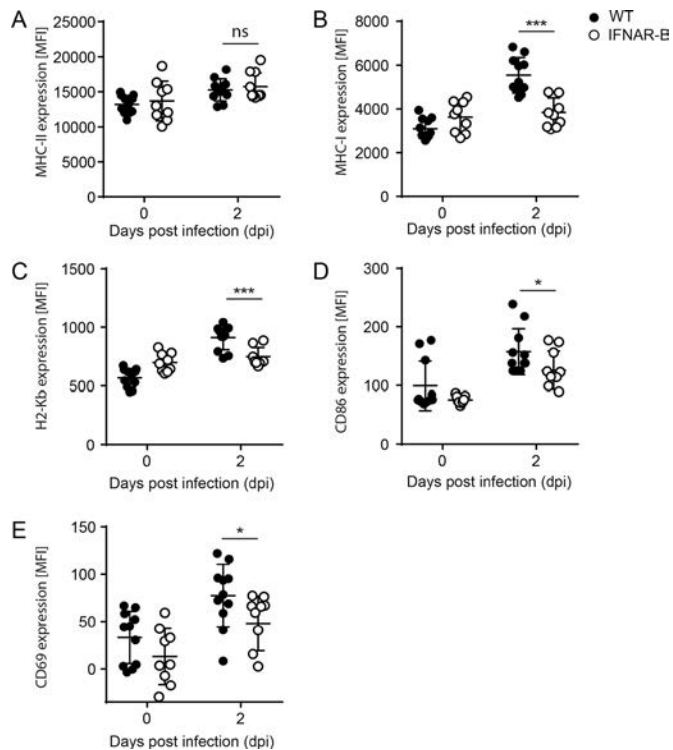 WT
IFNAR-B
A
MHC-II expression [MFI]
25000
20000
15000
10000
5000
0
ns
0 2
Days post infection (dpi)
B
MHC-I expression [MFI]
8000
6000
4000
2000
0
***
0 2
Days post infection (dpi)
C
H2-Kb expression [MFI]
1500
1000
500
0
***
0 2
Days post infection (dpi)
D
CD86 expression [MFI]
300
200
100
0
*
0 2
Days post infection (dpi)
E
CD69 expression [MFI]
150
100
50
0
*
0 2
Days post infection (dpi)